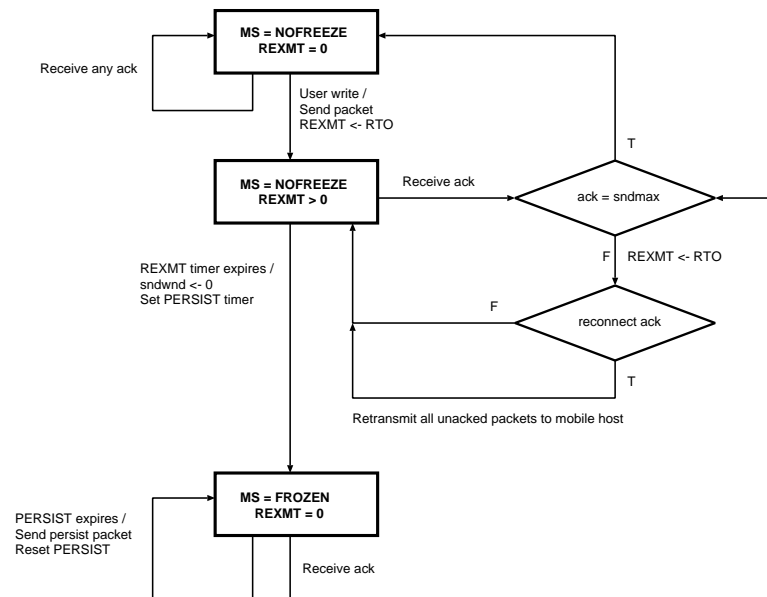 MS = NOFREEZE
REXMT = 0
Receive any ack
User write /
Send packet
REXMT <- RTO
T
MS = NOFREEZE
REXMT > 0
Receive ack
ack = sndmax
F
REXMT <- RTO
REXMT timer expires /
sndwnd <- 0
Set PERSIST timer
F
reconnect ack
T
Retransmit all unacked packets to mobile host
MS = FROZEN
REXMT = 0
PERSIST expires /
Send persist packet
Reset PERSIST
Receive ack